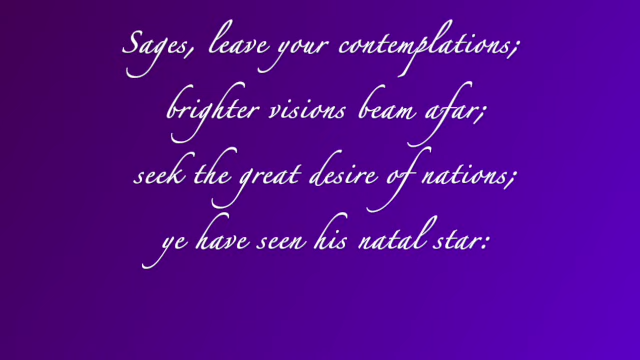 Sages, leave your contemplations;
brighter visions beam afar;
seek the great desire of nations;
ye have seen his natal star: